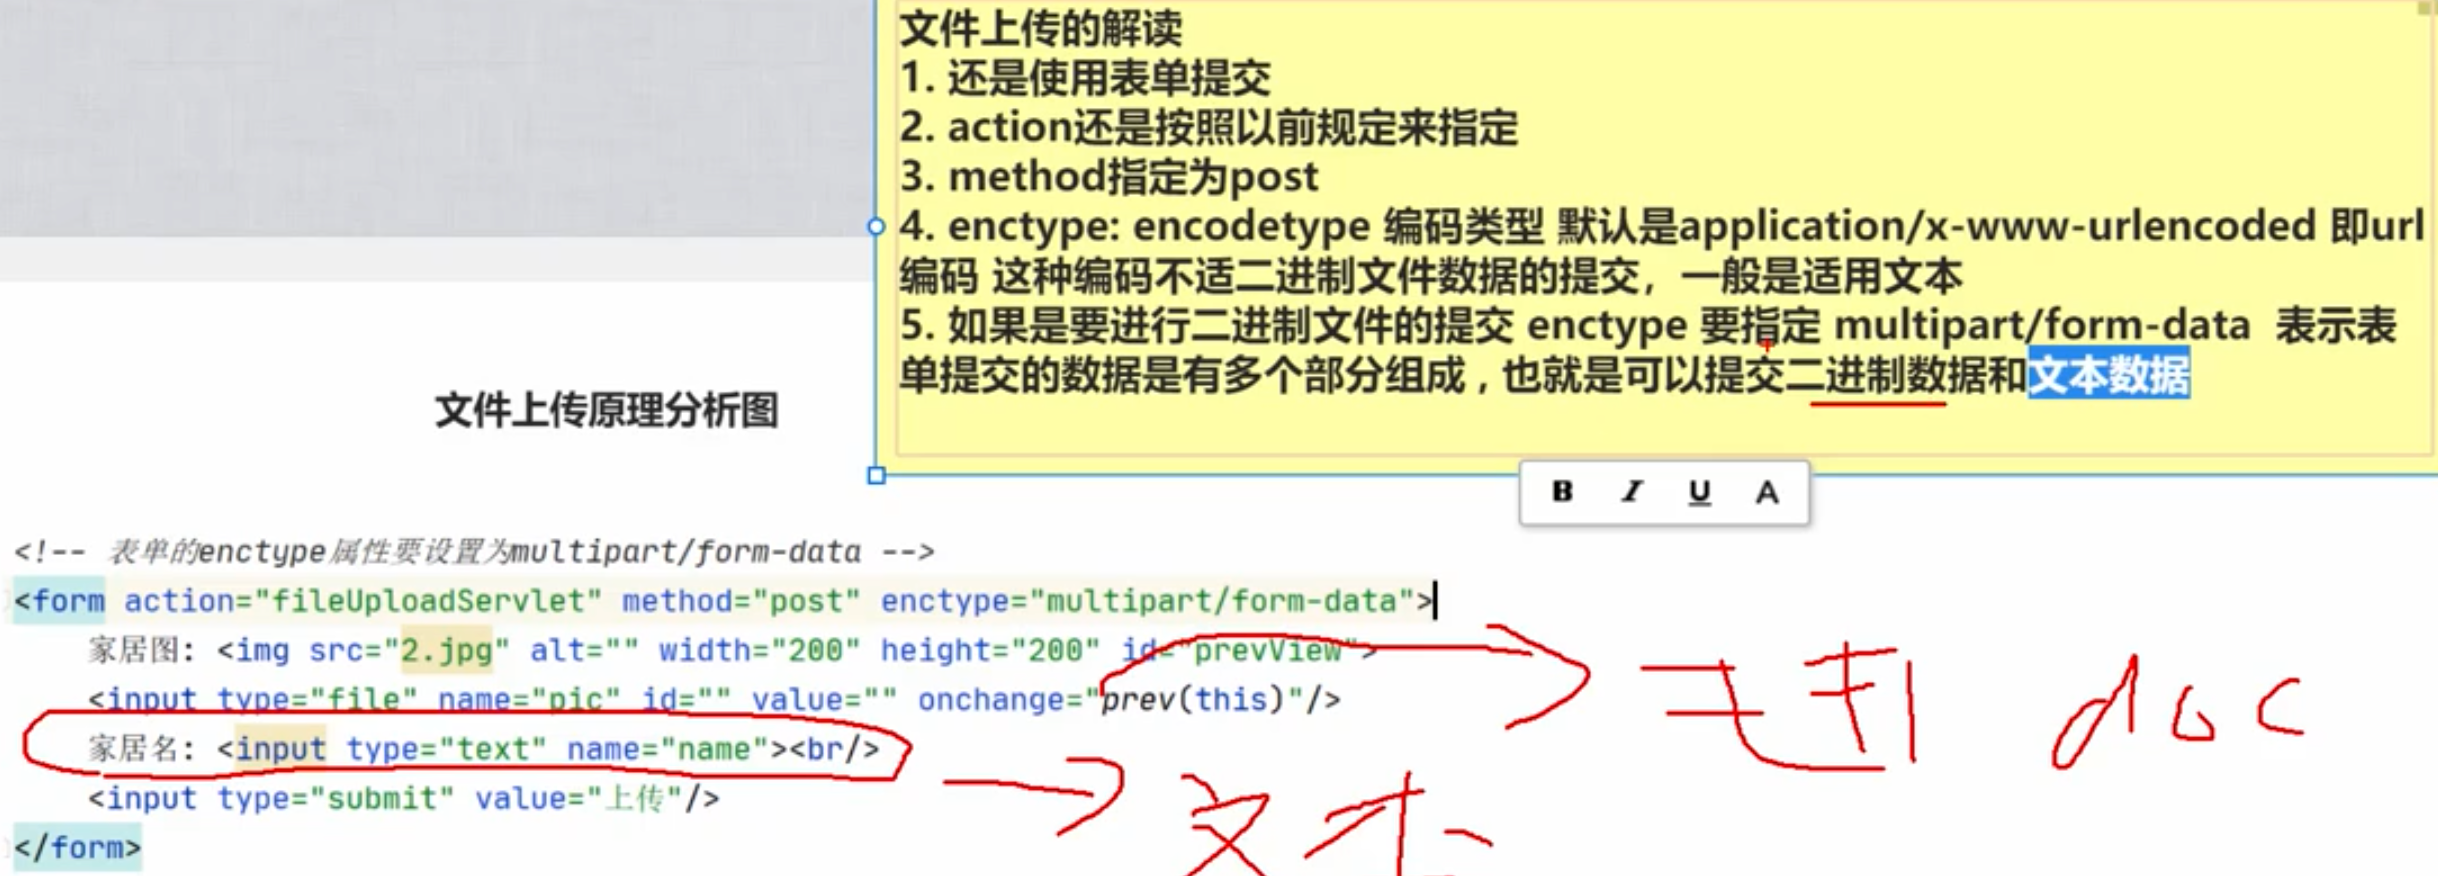 文件上传的解读
1. 还是使用表单提交
2. action还是按照以前规定来指定
3. method指定为post
4. enctype: encodetype 编码类型 默认是application/x-www-urlencoded 即url
编码 这种编码不适二进制文件数据的提交，一般是适用文本
5. 如果是要进行二进制文件的提交 enctype 要指定 multipart/form-data 表示表
单提交的数据是有多个部分组成，也就是可以提交二进制数据和文本数据
文件上传原理分析图
B I U A
<!-- 表单的enctype属性要设置为multipart/form-data -->
<form action="fileUploadServlet" method="post" enctype="multipart/form-data">
家居图: <img src="2.jpg" alt="" width="200" height="200" id="prevView">
<input type="file" name="pic" id="" value="" onchange="prev(this)"/>
家居名: <input type="text" name="name"><br/>
<input type="submit" value="上传"/>
</form>
doc
文本